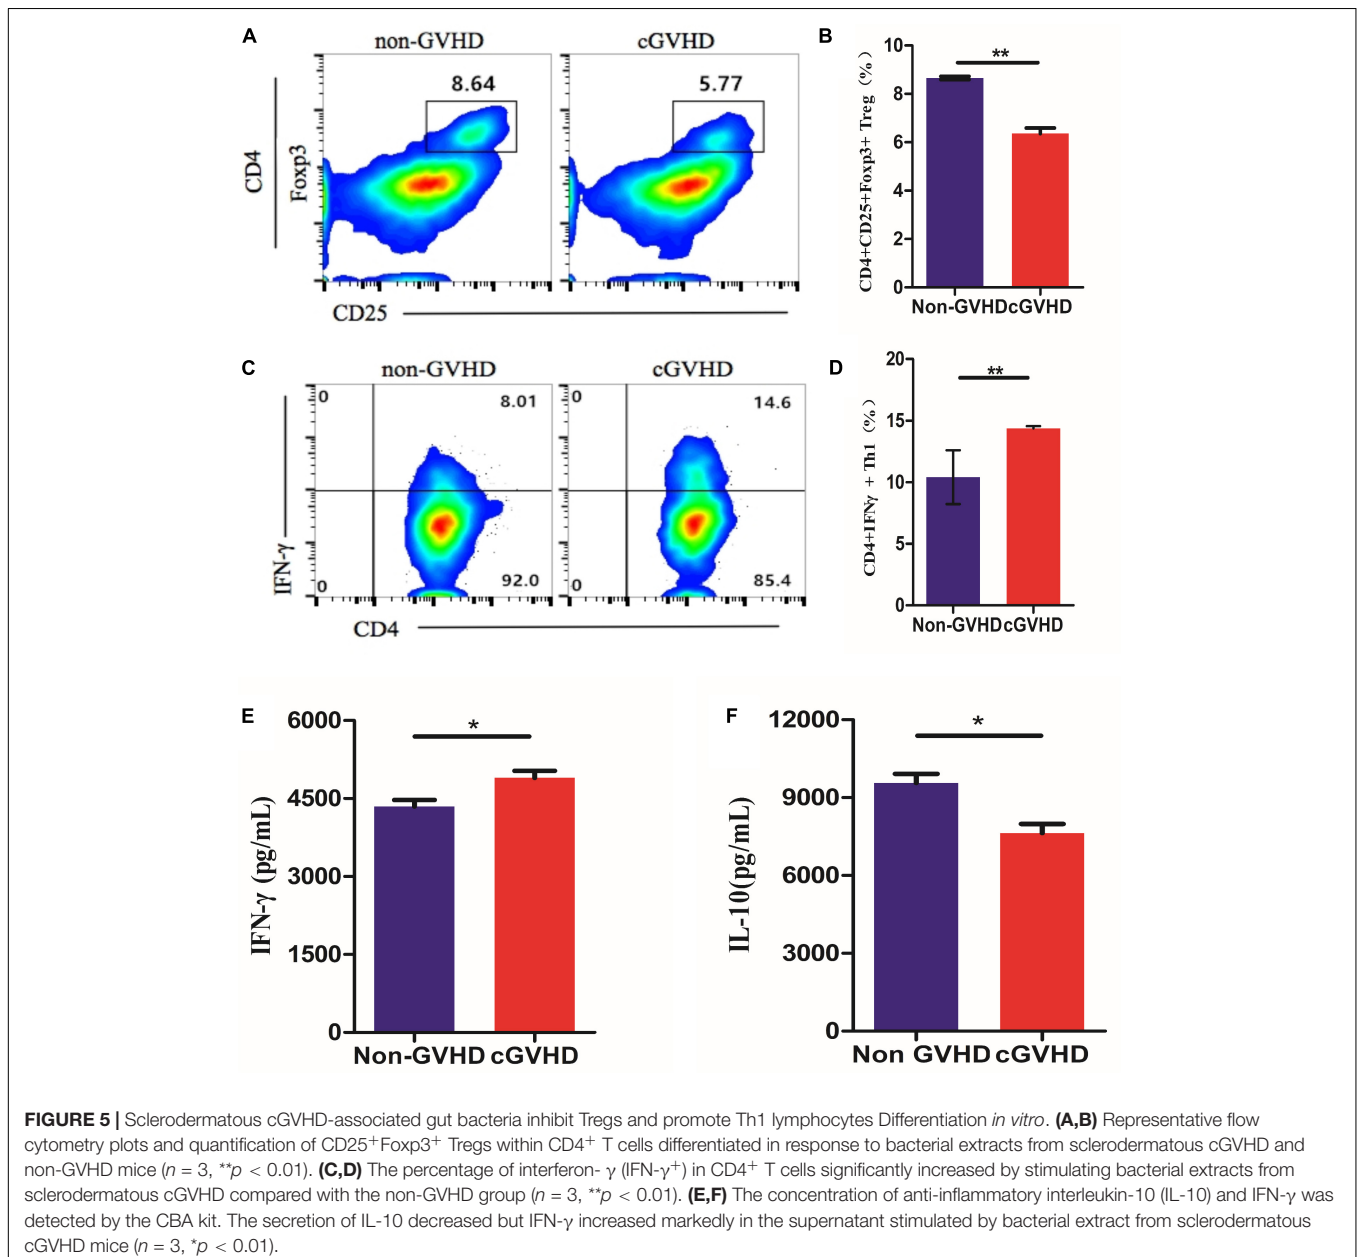 A
non-GVHD
cGVHD
8.64
5.77
CD4
Foxp3
CD25
B
**
10
8
6
4
2
0
CD4+CD25+Foxp3+ Treg (%)
Non-GVHD cGVHD
C
non-GVHD
cGVHD
0
8.01
0
14.6
0
92.0
0
85.4
IFN-γ
CD4
D
**
20
15
10
5
0
CD4+IFNγ + Th1 (%)
Non-GVHD cGVHD
E
*
6000
4500
3000
1500
0
IFN-γ (pg/mL)
Non-GVHD cGVHD
F
*
12000
9000
6000
3000
0
IL-10(pg/mL)
Non GVHD cGVHD
FIGURE 5 | Sclerodermatous cGVHD-associated gut bacteria inhibit Tregs and promote Th1 lymphocytes Differentiation in vitro. (A,B) Representative flow
cytometry plots and quantification of CD25+Foxp3+ Tregs within CD4+ T cells differentiated in response to bacterial extracts from sclerodermatous cGVHD and
non-GVHD mice (n = 3, **p < 0.01). (C,D) The percentage of interferon- γ (IFN-γ+) in CD4+ T cells significantly increased by stimulating bacterial extracts from
sclerodermatous cGVHD compared with the non-GVHD group (n = 3, **p < 0.01). (E,F) The concentration of anti-inflammatory interleukin-10 (IL-10) and IFN-γ was
detected by the CBA kit. The secretion of IL-10 decreased but IFN-γ increased markedly in the supernatant stimulated by bacterial extract from sclerodermatous
cGVHD mice (n = 3, *p < 0.01).